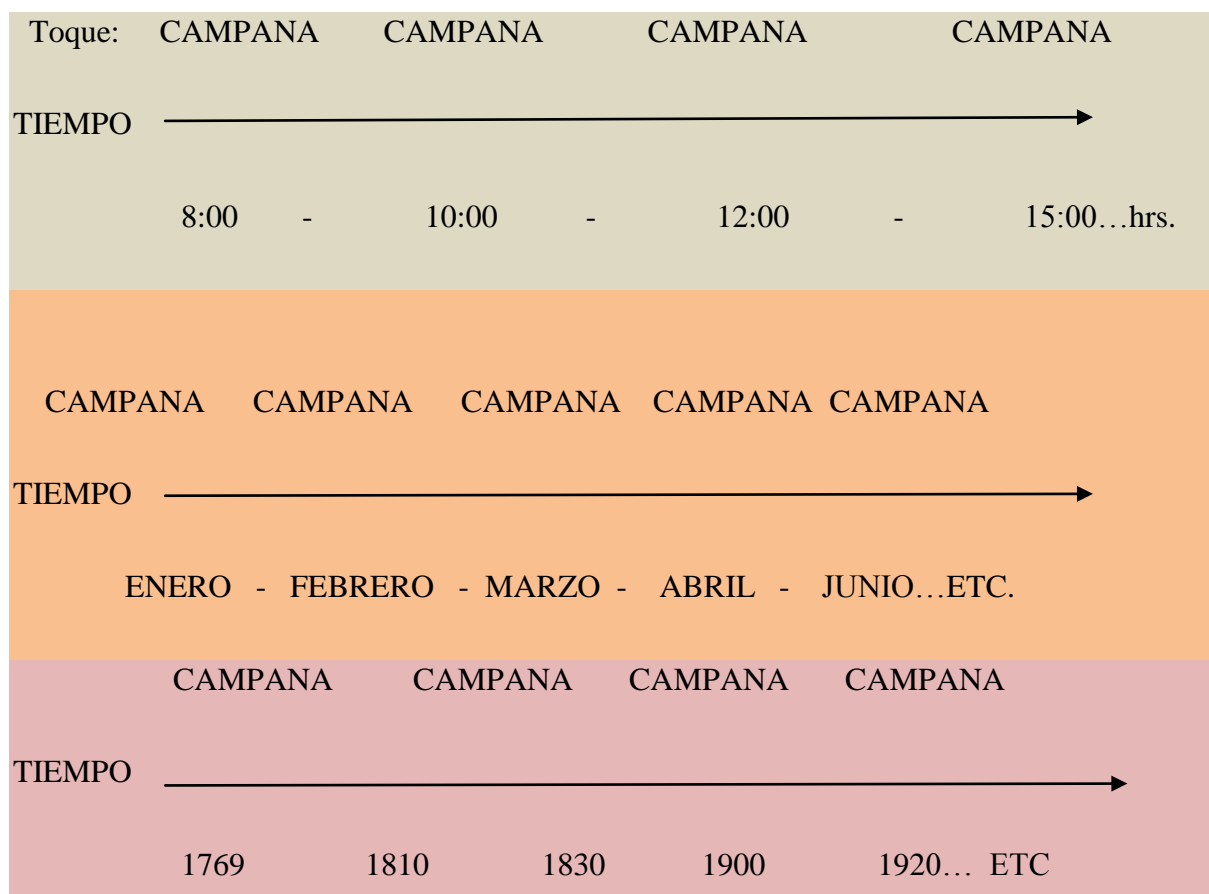 Toque: CAMPANA CAMPANA CAMPANA CAMPANA
TIEMPO
8:00 - 10:00 - 12:00 - 15:00…hrs.
CAMPANA CAMPANA CAMPANA CAMPANA CAMPANA
TIEMPO
ENERO - FEBRERO - MARZO - ABRIL - JUNIO…ETC.
CAMPANA CAMPANA CAMPANA CAMPANA
TIEMPO
1769 1810 1830 1900 1920… ETC